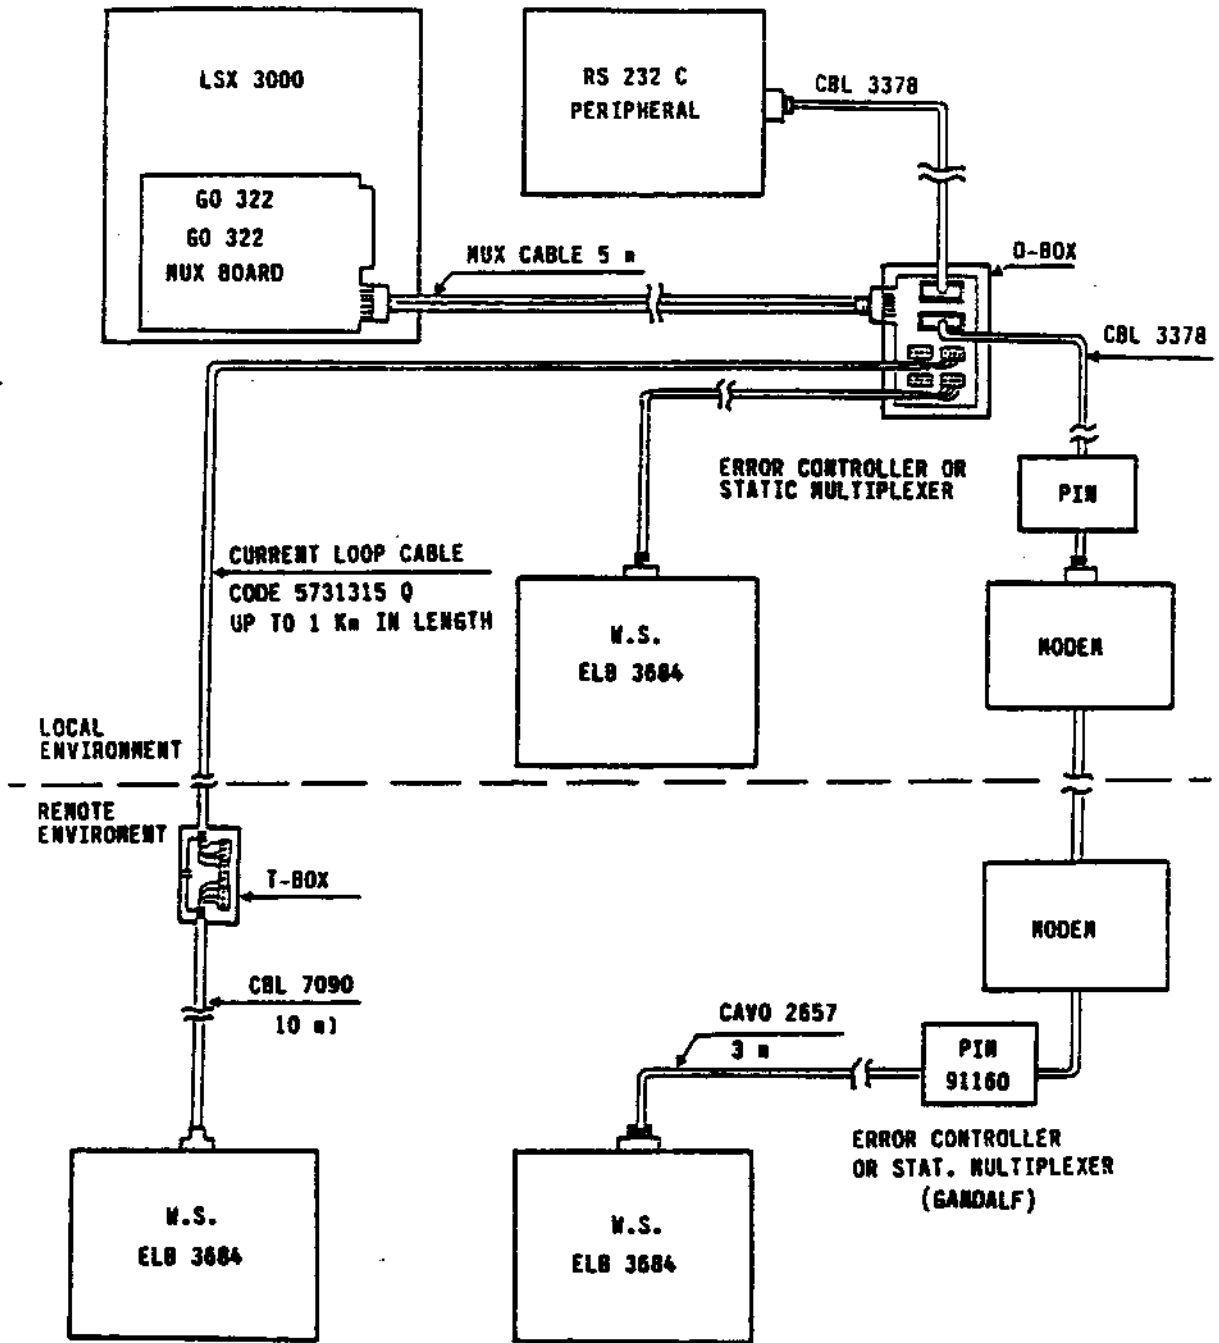 LSX 3000
GO 322
GO 322
MUX BOARD
RS 232 C
PERIPHERAL
CBL 3378
MUX CABLE 5 m
O-BOX
CBL 3378
ERROR CONTROLLER OR
STATIC MULTIPLEXER
PIN
CURRENT LOOP CABLE
CODE 5731315 Q
UP TO 1 Km IN LENGTH
W.S.
ELB 3684
MODEM
LOCAL
ENVIRONMENT
REMOTE
ENVIROMENT
T-BOX
MODEM
CBL 7090
10 m)
CAVO 2657
3 m
PIN
91160
ERROR CONTROLLER
OR STAT. MULTIPLEXER
(GANDALF)
W.S.
ELB 3684
W.S.
ELB 3684